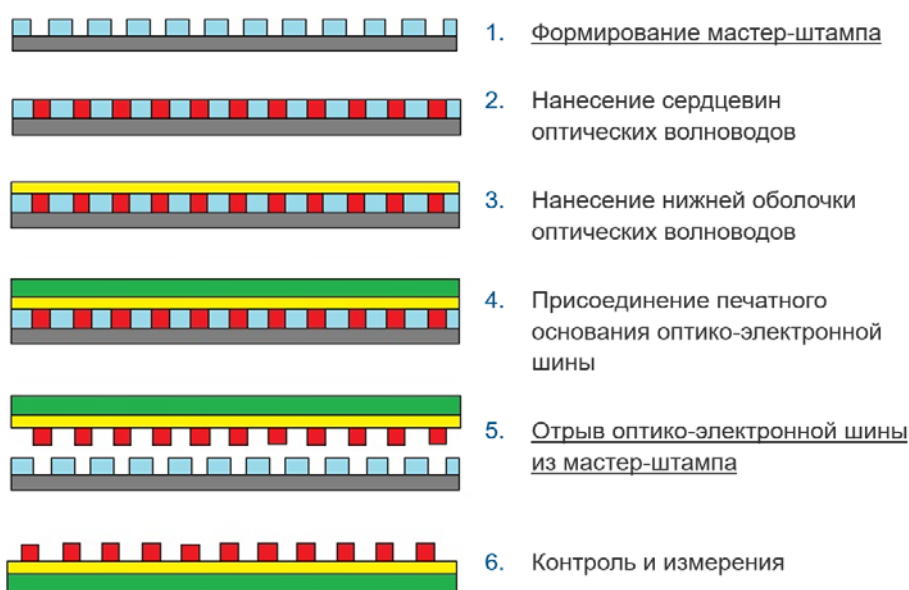 1. Формирование мастер-штампа
2. Нанесение сердцевин
оптических волноводов
3. Нанесение нижней оболочки
оптических волноводов
4. Присоединение печатного
основания оптико-электронной
шины
5. Отрыв оптико-электронной шины
из мастер-штампа
6. Контроль и измерения